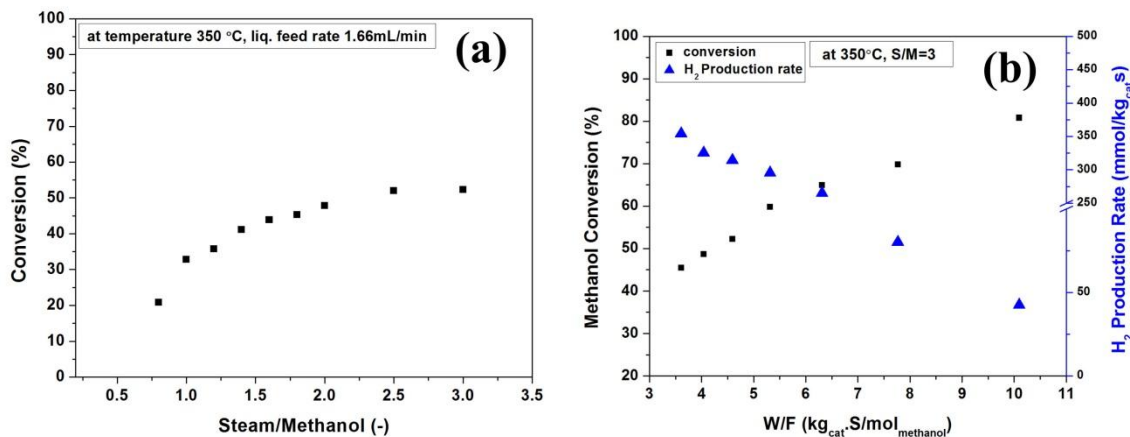 at temperature 350 °C, liq. feed rate 1.66mL/min
(a)
100
90
80
70
60
50
40
30
20
10
0
Conversion (%)
0.5 1.0 1.5 2.0 2.5 3.0 3.5
Steam/Methanol (-)
conversion
H2 Production rate
at 350°C, S/M=3
(b)
100
90
80
70
60
50
40
30
20
Methanol Conversion (%)
500
450
400
350
300
250
50
0
H2 Production Rate (mmol/kgcats)
3 4 5 6 7 8 9 10 11
W/F (kgcat.S/molmethanol)